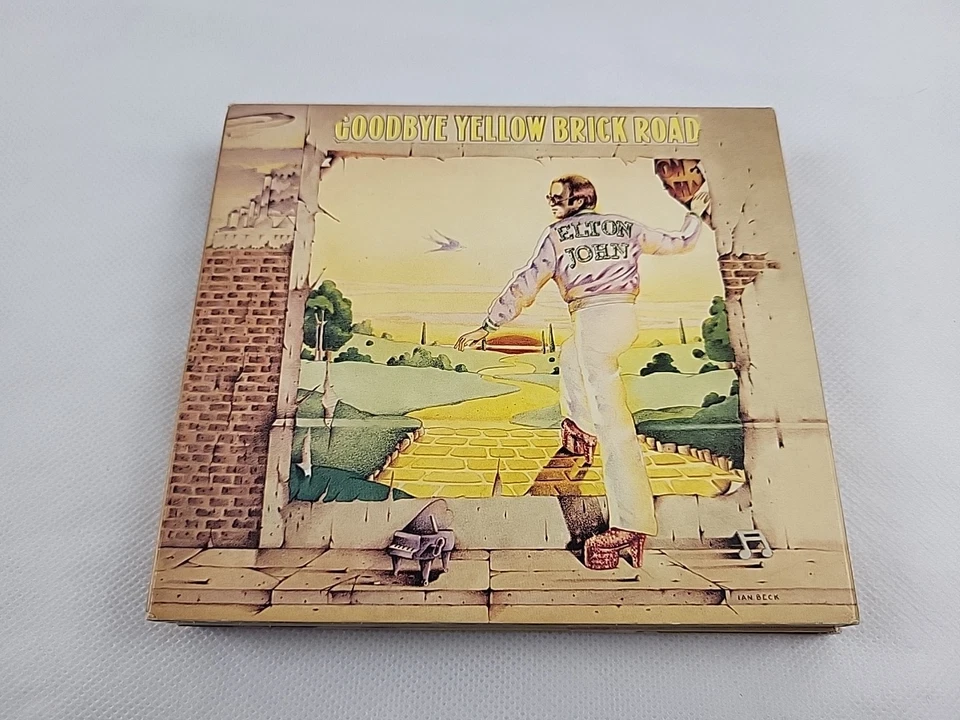 GOODBYE YELLOW BRICK ROAD
ELTON
JOHN
IAN BECK